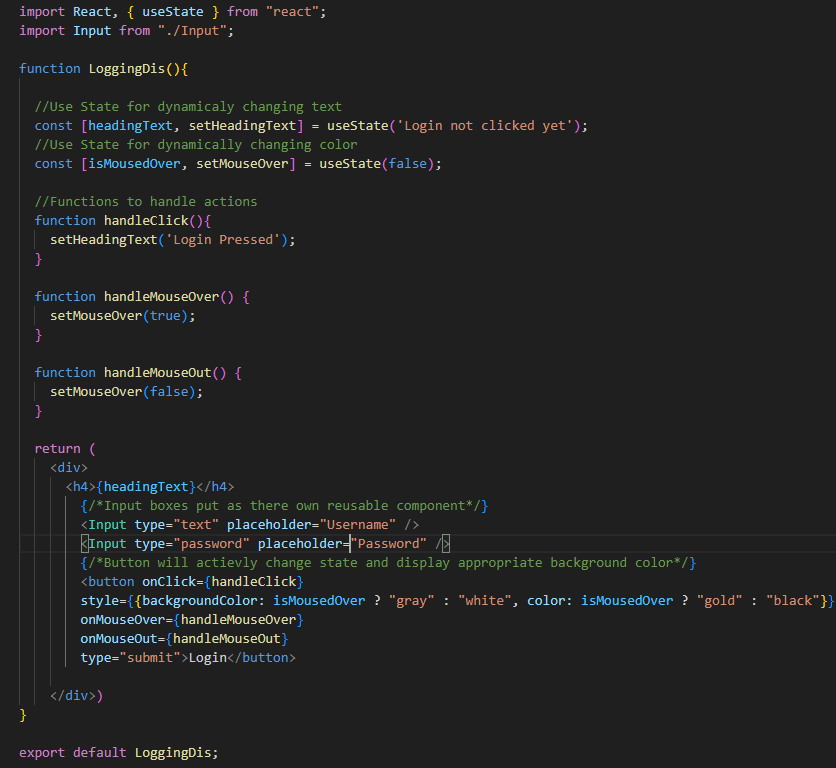 import React, { useState } from "react";
import Input from "./Input";
function LoggingDis(){
//Use State for dynamicaly changing text
const [headingText, setHeadingText] = useState('Login not clicked yet');
//Use State for dynamically changing color
const [isMousedOver, setMouseOver] = useState(false);
//Functions to handle actions
function handleClick(){
setHeadingText('Login Pressed');
}
function handleMouseOver() {
setMouseOver(true);
}
function handleMouseOut() {
setMouseOver(false);
}
return (
<div>
<h4>{headingText}</h4>
{/*Input boxes put as there own reusable component*/}
<Input type="text" placeholder="Username" />
<Input type="password" placeholder="Password" />
{/*Button will actievly change state and display appropriate background color*/}
<button onClick={handleClick}
style={{backgroundColor: isMousedOver ? "gray" : "white", color: isMousedOver ? "gold" : "black"}}
onMouseOver={handleMouseOver}
onMouseOut={handleMouseOut}
type="submit">Login</button>
</div>)
}
export default LoggingDis;